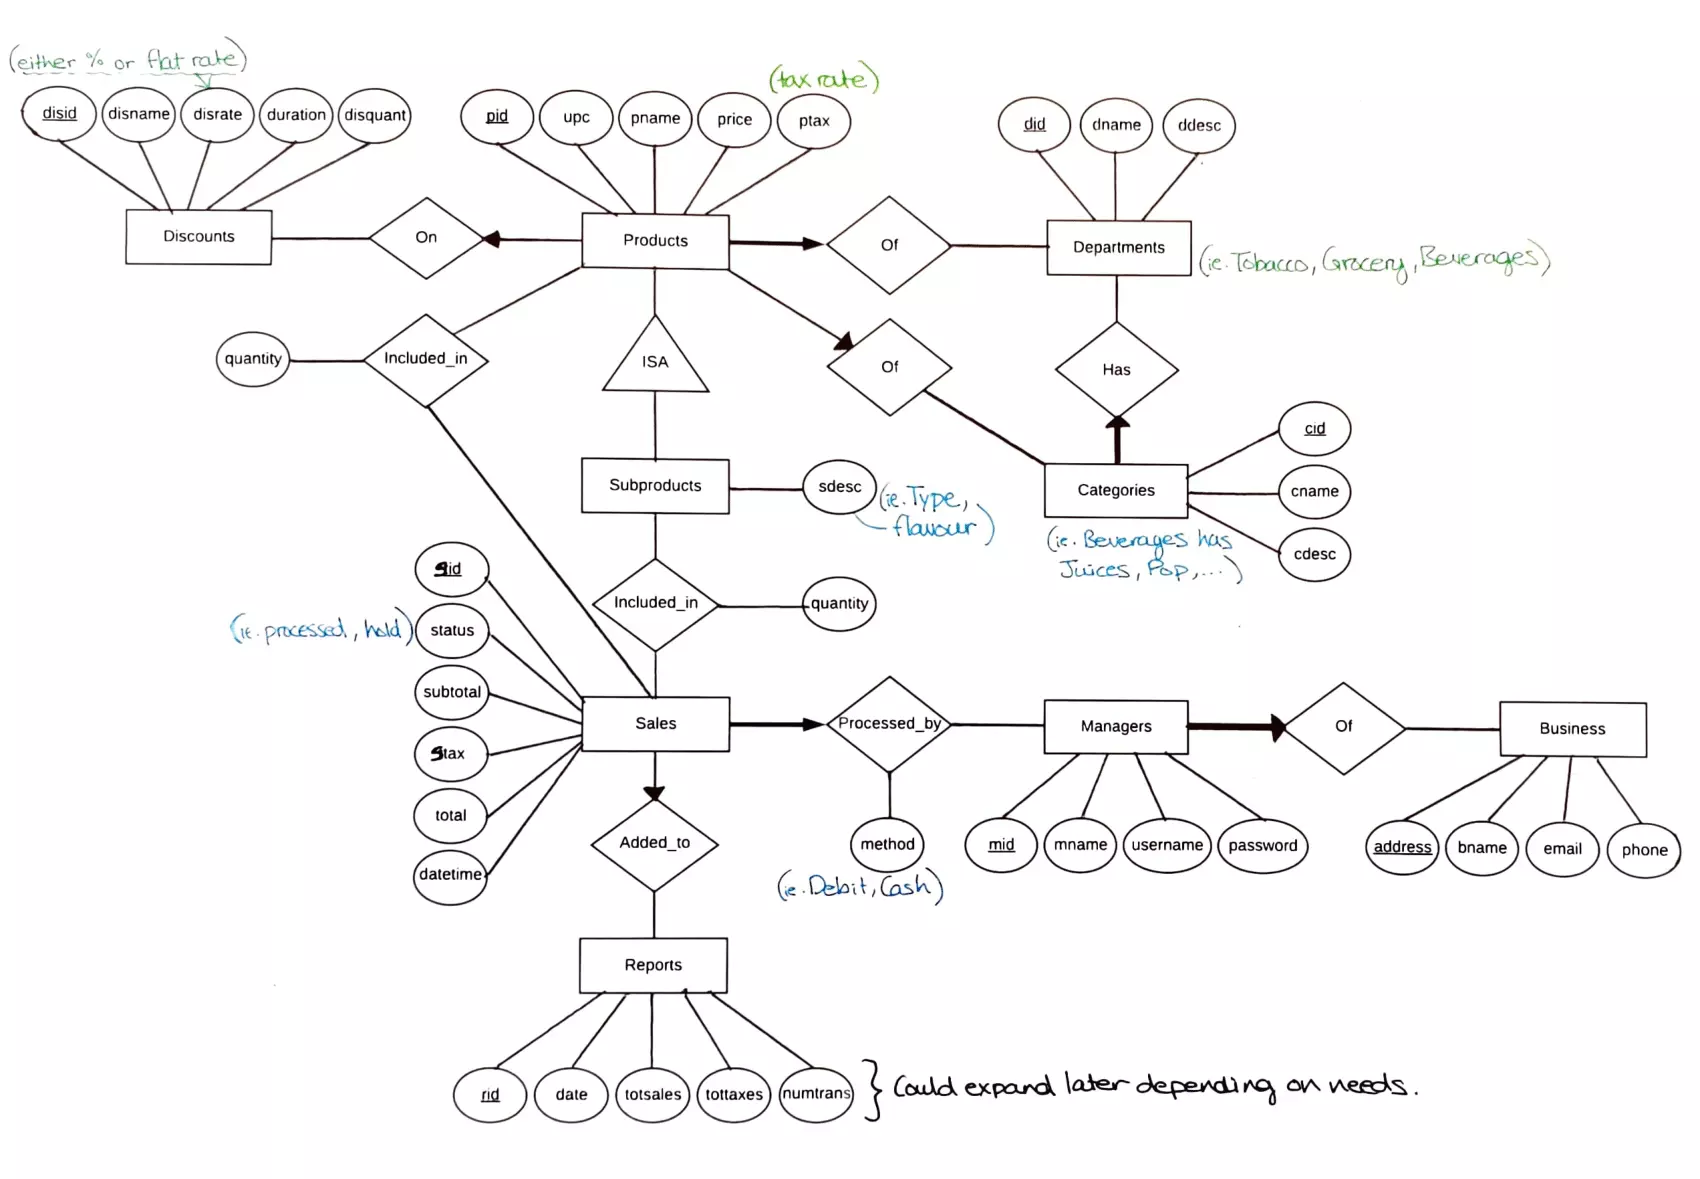 (either % or flat rate)
(tax rate)
disid disname disrate duration disquant
pid upc pname price ptax
did dname ddesc
Discounts On Products Of Departments
(ie. Tobacco, Grocery, Beverages)
quantity Included_in ISA Of Has
cid
Subproducts sdesc Categories cname
(ie. Type,
flavour)
(ie. Beverages has
Juices, Pop, ...)
cdesc
sid
Included_in quantity
(ie. processed, hold) status
subtotal
Sales Processed_by Managers Of Business
stax
total
Added_to method mid mname username password address bname email phone
datetime
(ie. Debit, Cash)
Reports
rid date totsales tottaxes numtrans
} Could expand later depending on needs.